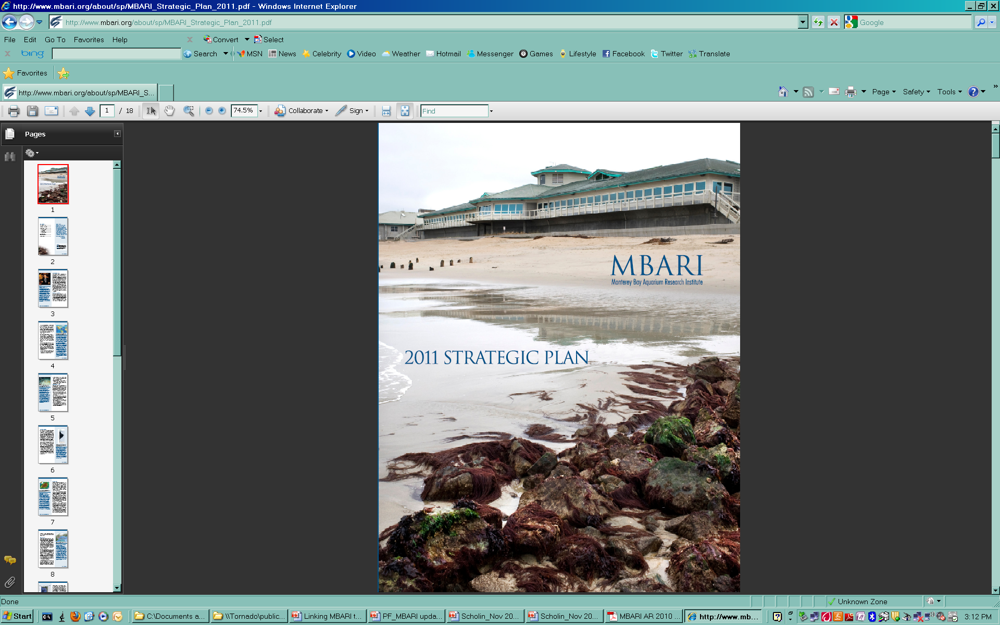 http://www.mbari.org/about/sp/MBARI_Strategic_Plan_2011.pdf - Windows Internet Explorer
http://www.mbari.org/about/sp/MBARI_Strategic_Plan_2011.pdf
Google
File Edit Go To Favorites Help
x Convert Select
x bing Search MSN News Celebrity Video Weather Hotmail Messenger Games Lifestyle Facebook Twitter Translate
Favorites
http://www.mbari.org/about/sp/MBARI_S...
Page Safety Tools
1 / 18 74.5% Collaborate Sign Find
Pages
1
2
3
4
5
6
7
8
MBARI
Monterey Bay Aquarium Research Institute
2011 STRATEGIC PLAN
Done
Unknown Zone
Start C:\Documents a... \\Tornado\public... Linking MBARI t... PF_MBARI upda... Scholin_Nov 20... Scholin_Nov 20... MBARI AR 2010 ... http://www.mb... 3:12 PM